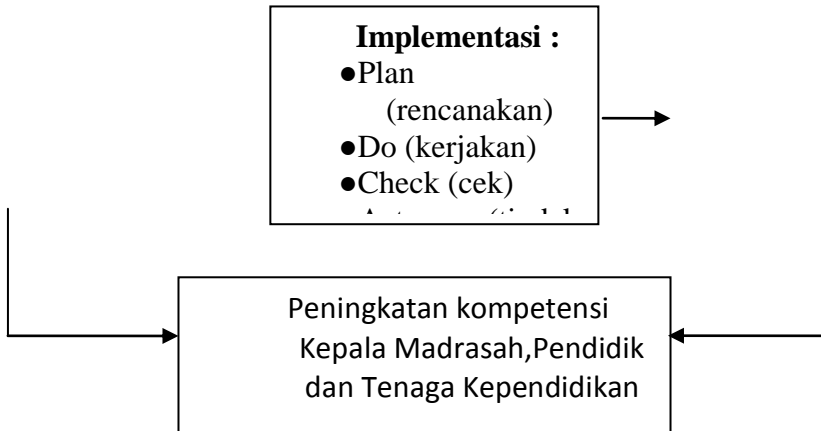 Implementasi :
●Plan
(rencanakan)
●Do (kerjakan)
●Check (cek)
Peningkatan kompetensi
Kepala Madrasah,Pendidik
dan Tenaga Kependidikan